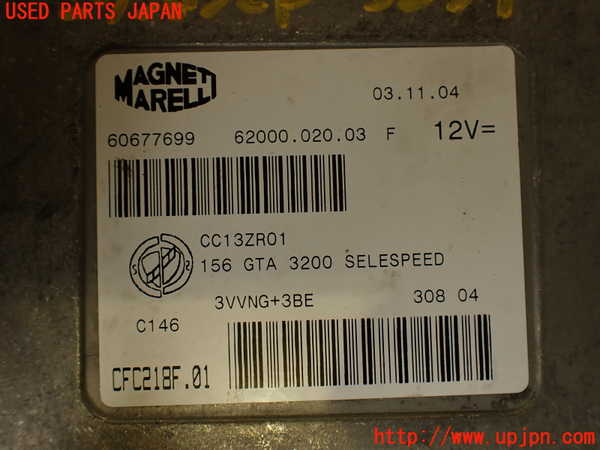 USED PARTS JAPAN
MAGNETI
MARELLI
03.11.04
60677699 62000.020.03 F 12V=
CC13ZR01
156 GTA 3200 SELESPEED
3VVNG+3BE 308 04
C146
CFC218F.01
http://www.upjpn.com